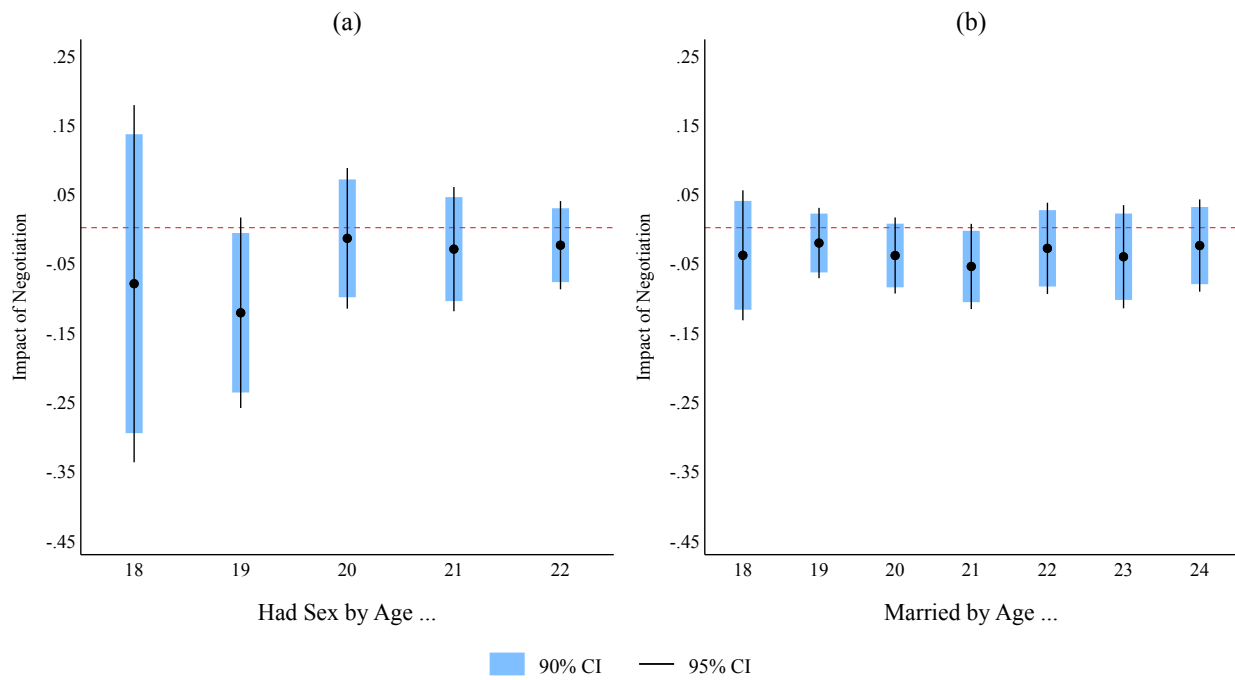 (a)
.25
.15
.05
-.05
-.15
-.25
-.35
-.45
Impact of Negotiation
18 19 20 21 22
Had Sex by Age ...
(b)
.25
.15
.05
-.05
-.15
-.25
-.35
-.45
Impact of Negotiation
18 19 20 21 22 23 24
Married by Age ...
90% CI 95% CI